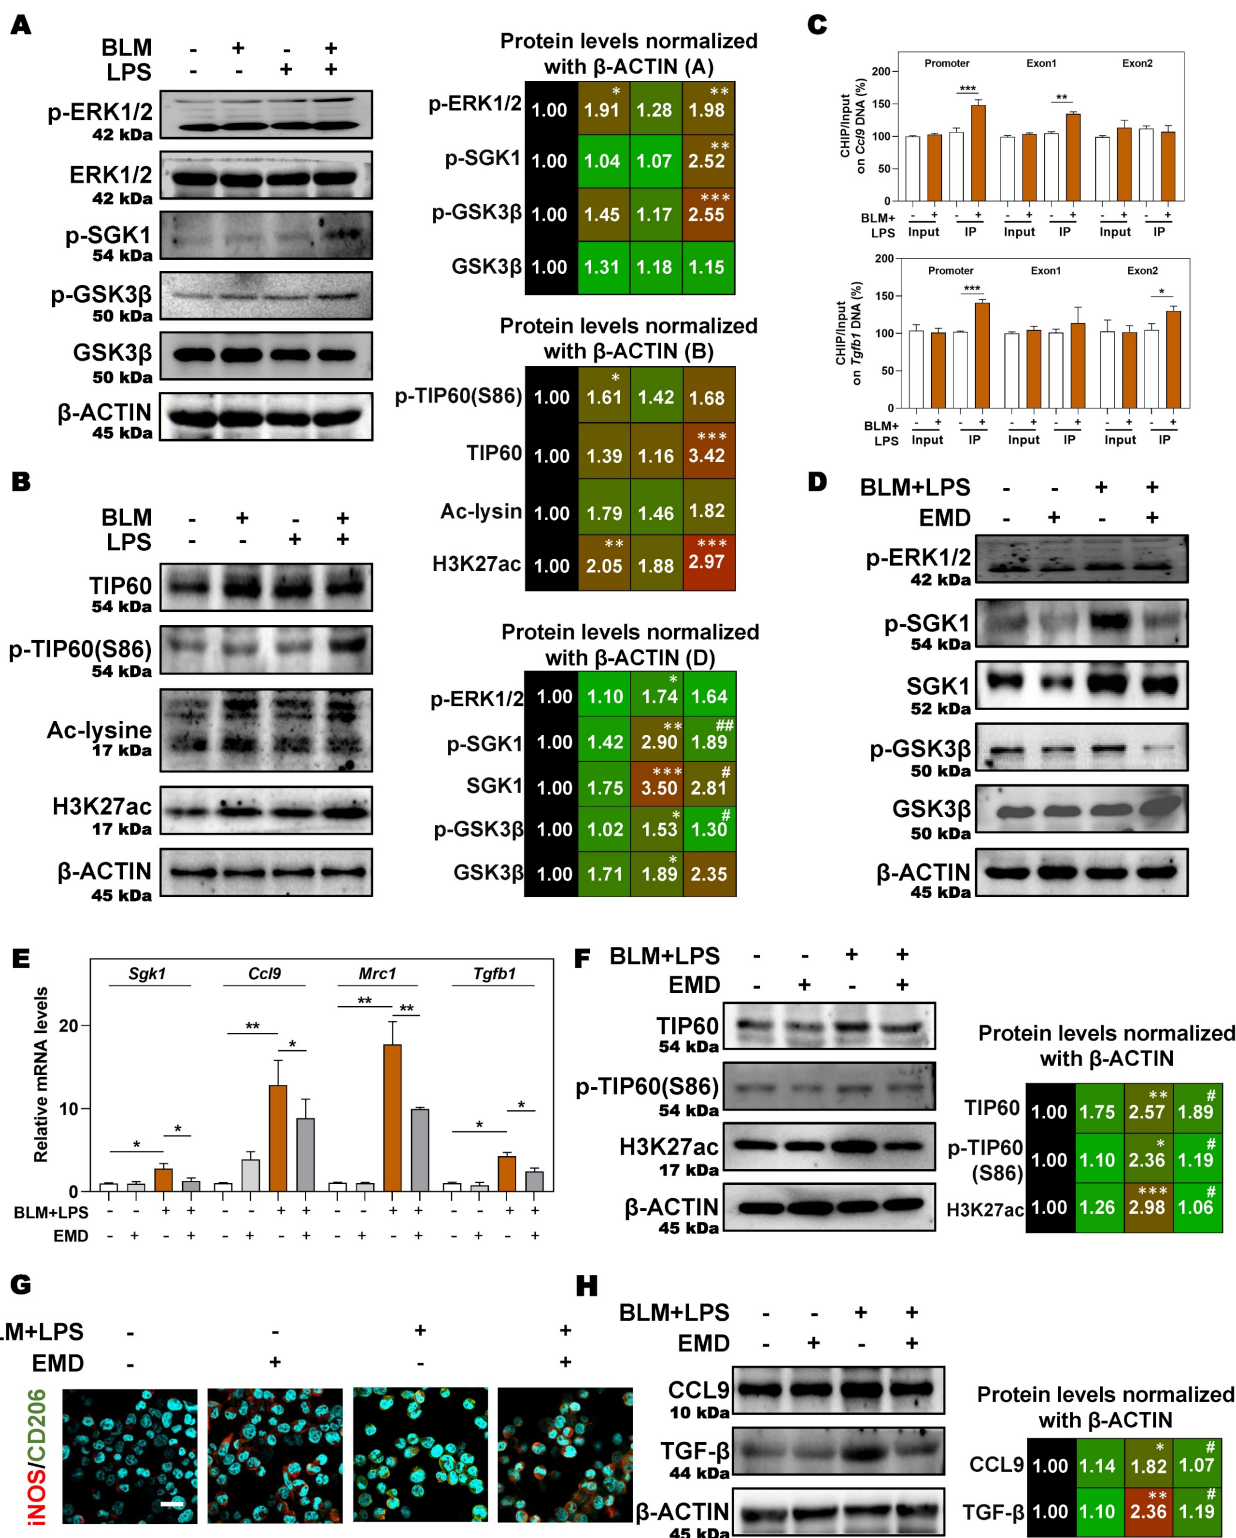 A
BLM - + - +
LPS - - + +
p-ERK1/2
42 kDa
ERK1/2
42 kDa
p-SGK1
54 kDa
p-GSK3β
50 kDa
GSK3β
50 kDa
β-ACTIN
45 kDa
Protein levels normalized
with β-ACTIN (A)
p-ERK1/2 1.00 1.91 * 1.28 1.98 **
p-SGK1 1.00 1.04 1.07 2.52 **
p-GSK3β 1.00 1.45 1.17 2.55 ***
GSK3β 1.00 1.31 1.18 1.15
Protein levels normalized
with β-ACTIN (B)
p-TIP60(S86) 1.00 1.61 * 1.42 1.68
TIP60 1.00 1.39 1.16 3.42 ***
Ac-lysin 1.00 1.79 1.46 1.82
H3K27ac 1.00 2.05 ** 1.88 2.97 ***
Protein levels normalized
with β-ACTIN (D)
p-ERK1/2 1.00 1.10 1.74 * 1.64
p-SGK1 1.00 1.42 2.90 ** 1.89 ##
SGK1 1.00 1.75 3.50 *** 2.81 #
p-GSK3β 1.00 1.02 1.53 * 1.30 #
GSK3β 1.00 1.71 1.89 * 2.35
B
BLM - + - +
LPS - - + +
TIP60
54 kDa
p-TIP60(S86)
54 kDa
Ac-lysine
17 kDa
H3K27ac
17 kDa
β-ACTIN
45 kDa
C
CHIP/Input
on Ccl9 DNA (%)
200
150
100
50
0
Promoter Exon1 Exon2
*** **
BLM+ - + - + - + - + - + - +
LPS Input IP Input IP Input IP
CHIP/Input
on Tgfb1 DNA (%)
200
150
100
50
0
Promoter Exon1 Exon2
*** *
BLM+ - + - + - + - + - + - +
LPS Input IP Input IP Input IP
D
BLM+LPS - - + +
EMD - + - +
p-ERK1/2
42 kDa
p-SGK1
54 kDa
SGK1
52 kDa
p-GSK3β
50 kDa
GSK3β
50 kDa
β-ACTIN
45 kDa
E
Relative mRNA levels
20
10
0
Sgk1 Ccl9 Mrc1 Tgfb1
* * ** * ** ** * *
BLM+LPS - - + + - - + + - - + + - - + +
EMD - + - + - + - + - + - + - + - +
F
BLM+LPS - - + +
EMD - + - +
TIP60
54 kDa
p-TIP60(S86)
54 kDa
H3K27ac
17 kDa
β-ACTIN
45 kDa
Protein levels normalized
with β-ACTIN
TIP60 1.00 1.75 2.57 ** 1.89 #
p-TIP60
(S86) 1.00 1.10 2.36 * 1.19 #
H3K27ac 1.00 1.26 2.98 *** 1.06 #
G
LM+LPS - - + +
EMD - + - +
iNOS/CD206
H
BLM+LPS - - + +
EMD - + - +
CCL9
10 kDa
TGF-β
44 kDa
β-ACTIN
45 kDa
Protein levels normalized
with β-ACTIN
CCL9 1.00 1.14 1.82 * 1.07 #
TGF-β 1.00 1.10 2.36 ** 1.19 #